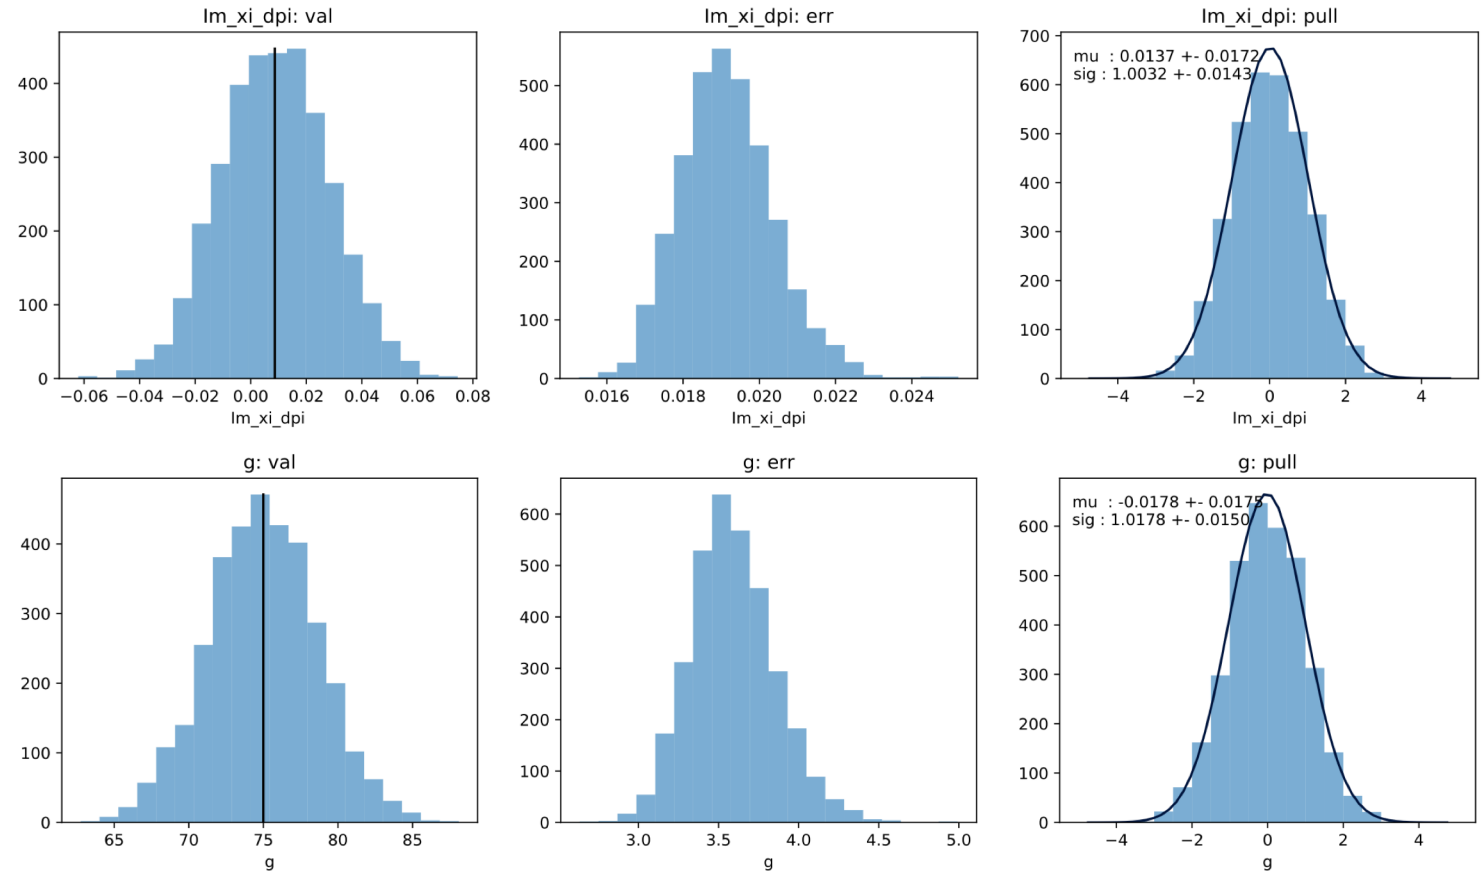 Im_xi_dpi: val
400
300
200
100
0
−0.06 −0.04 −0.02 0.00 0.02 0.04 0.06 0.08
Im_xi_dpi
Im_xi_dpi: err
500
400
300
200
100
0
0.016 0.018 0.020 0.022 0.024
Im_xi_dpi
Im_xi_dpi: pull
mu : 0.0137 +- 0.0172
sig : 1.0032 +- 0.0143
700
600
500
400
300
200
100
0
−4 −2 0 2 4
Im_xi_dpi
g: val
400
300
200
100
0
65 70 75 80 85
g
g: err
600
500
400
300
200
100
0
3.0 3.5 4.0 4.5 5.0
g
g: pull
mu : -0.0178 +- 0.0175
sig : 1.0178 +- 0.0150
600
500
400
300
200
100
0
−4 −2 0 2 4
g